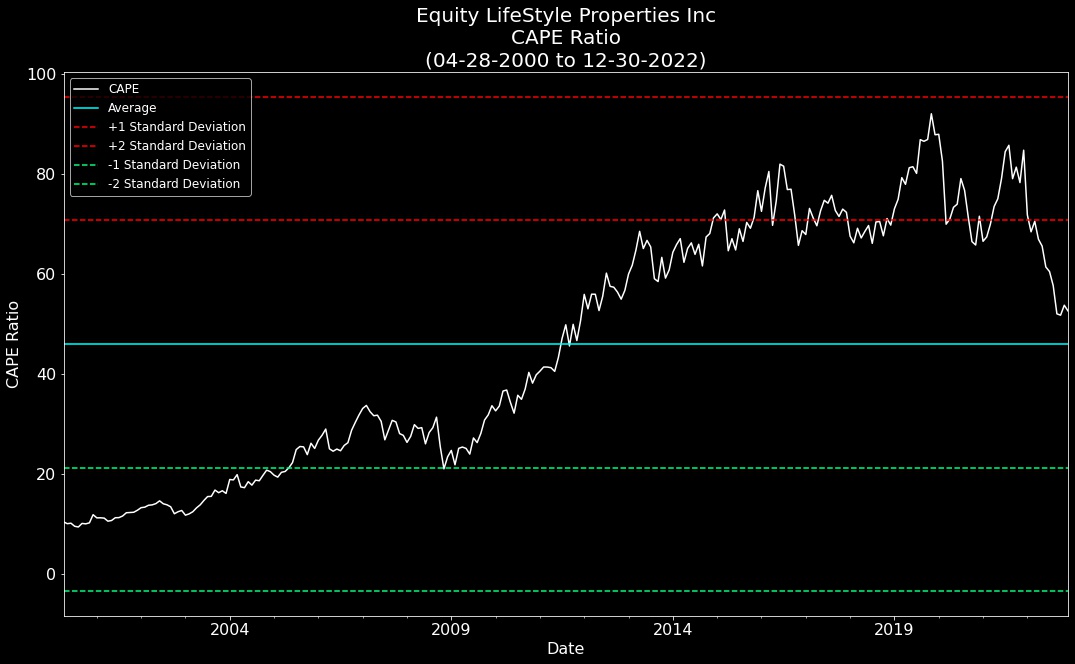 Equity LifeStyle Properties Inc
CAPE Ratio
(04-28-2000 to 12-30-2022)
100
80
60
40
20
0
CAPE Ratio
CAPE
Average
+1 Standard Deviation
+2 Standard Deviation
-1 Standard Deviation
-2 Standard Deviation
2004
2009
2014
2019
Date